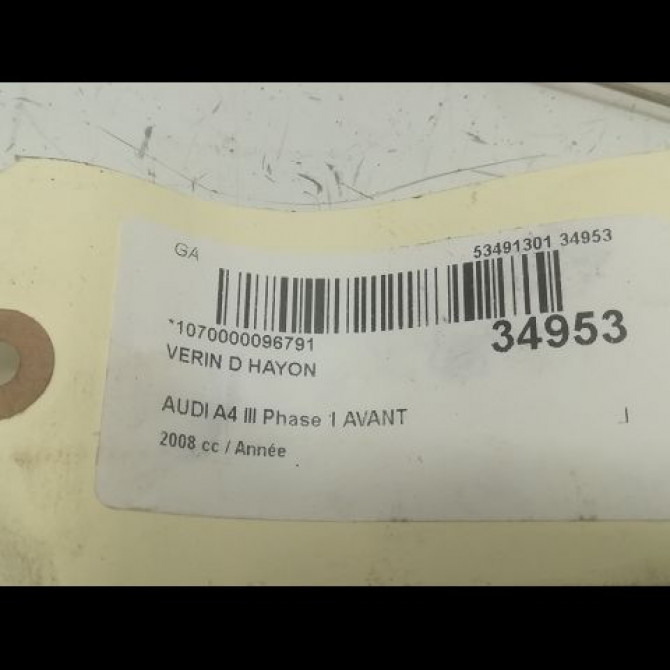 GA
53491301 34953
*1070000096791
34953
VERIN D HAYON
AUDI A4 III Phase 1 AVANT
2008 cc / Année